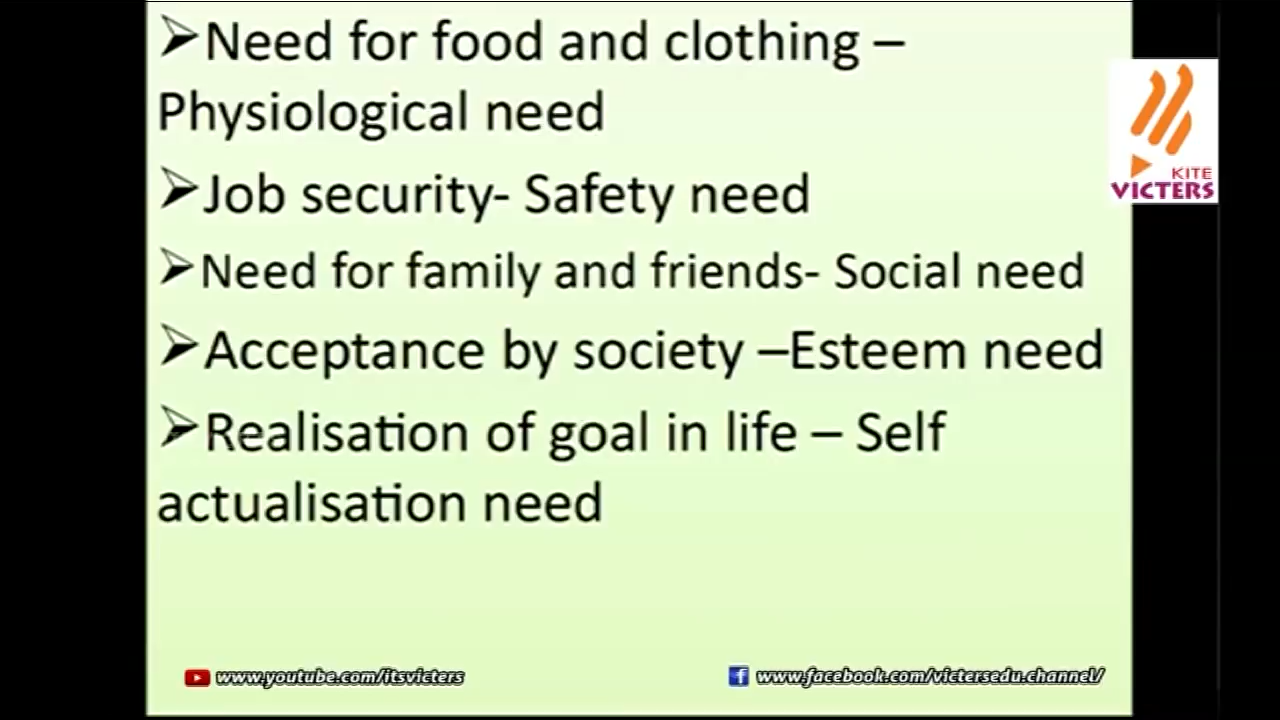 ➢Need for food and clothing –
Physiological need
➢Job security- Safety need
➢Need for family and friends- Social need
➢Acceptance by society –Esteem need
➢Realisation of goal in life – Self
actualisation need
KITE
VICTERS
www.youtube.com/itsvicters
www.facebook.com/victersedu.channel/